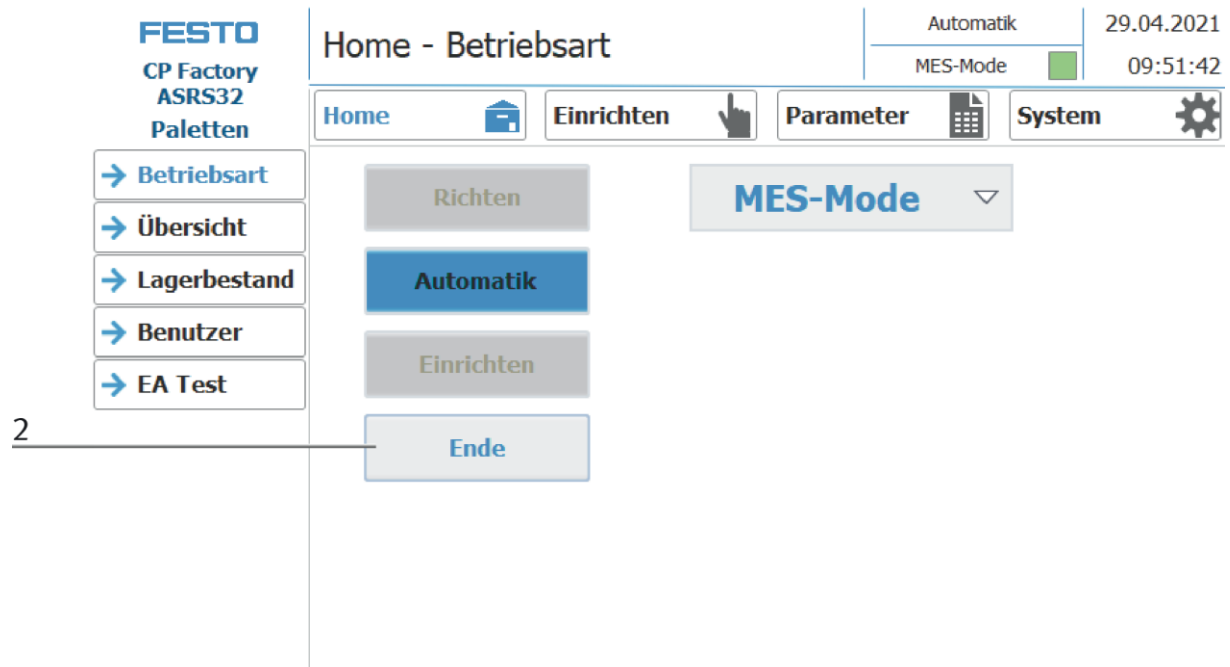 FESTO
CP Factory
ASRS32
Paletten
Home - Betriebsart
Automatik
MES-Mode
29.04.2021
09:51:42
Home
Einrichten
Parameter
System
Betriebsart
Übersicht
Lagerbestand
Benutzer
EA Test
Richten
MES-Mode
Automatik
Einrichten
Ende
2